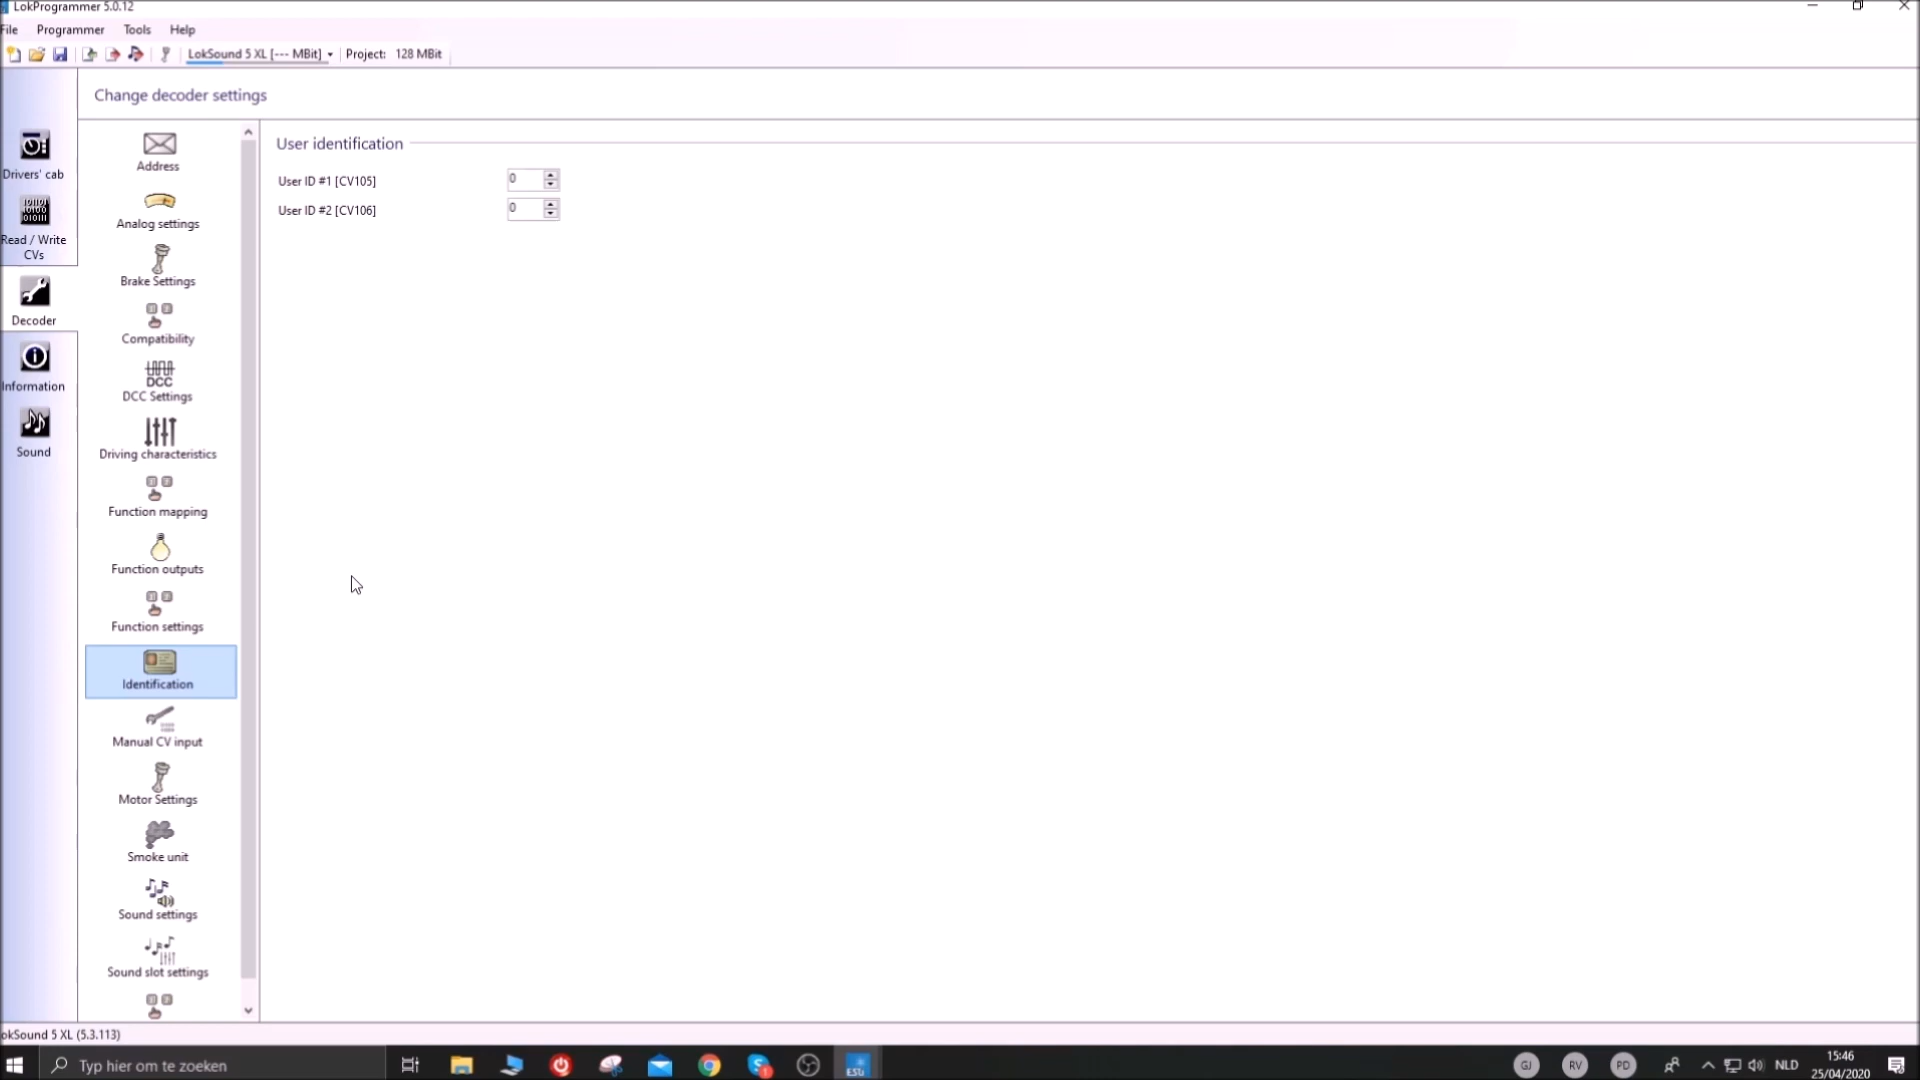 LokProgrammer 5.0.12
File Programmer Tools Help
LokSound 5 XL [--- MBit] Project: 128 MBit
Change decoder settings
Drivers' cab
Read / Write
CVs
Decoder
Information
Sound
Address
Analog settings
Brake Settings
Compatibility
DCC
DCC Settings
Driving characteristics
Function mapping
Function outputs
Function settings
Identification
Manual CV input
Motor Settings
Smoke unit
Sound settings
Sound slot settings
User identification
User ID #1 [CV105] 0
User ID #2 [CV106] 0
okSound 5 XL (5.3.113)
Typ hier om te zoeken
ESU
GJ RV PD
NLD
15:46
25/04/2020